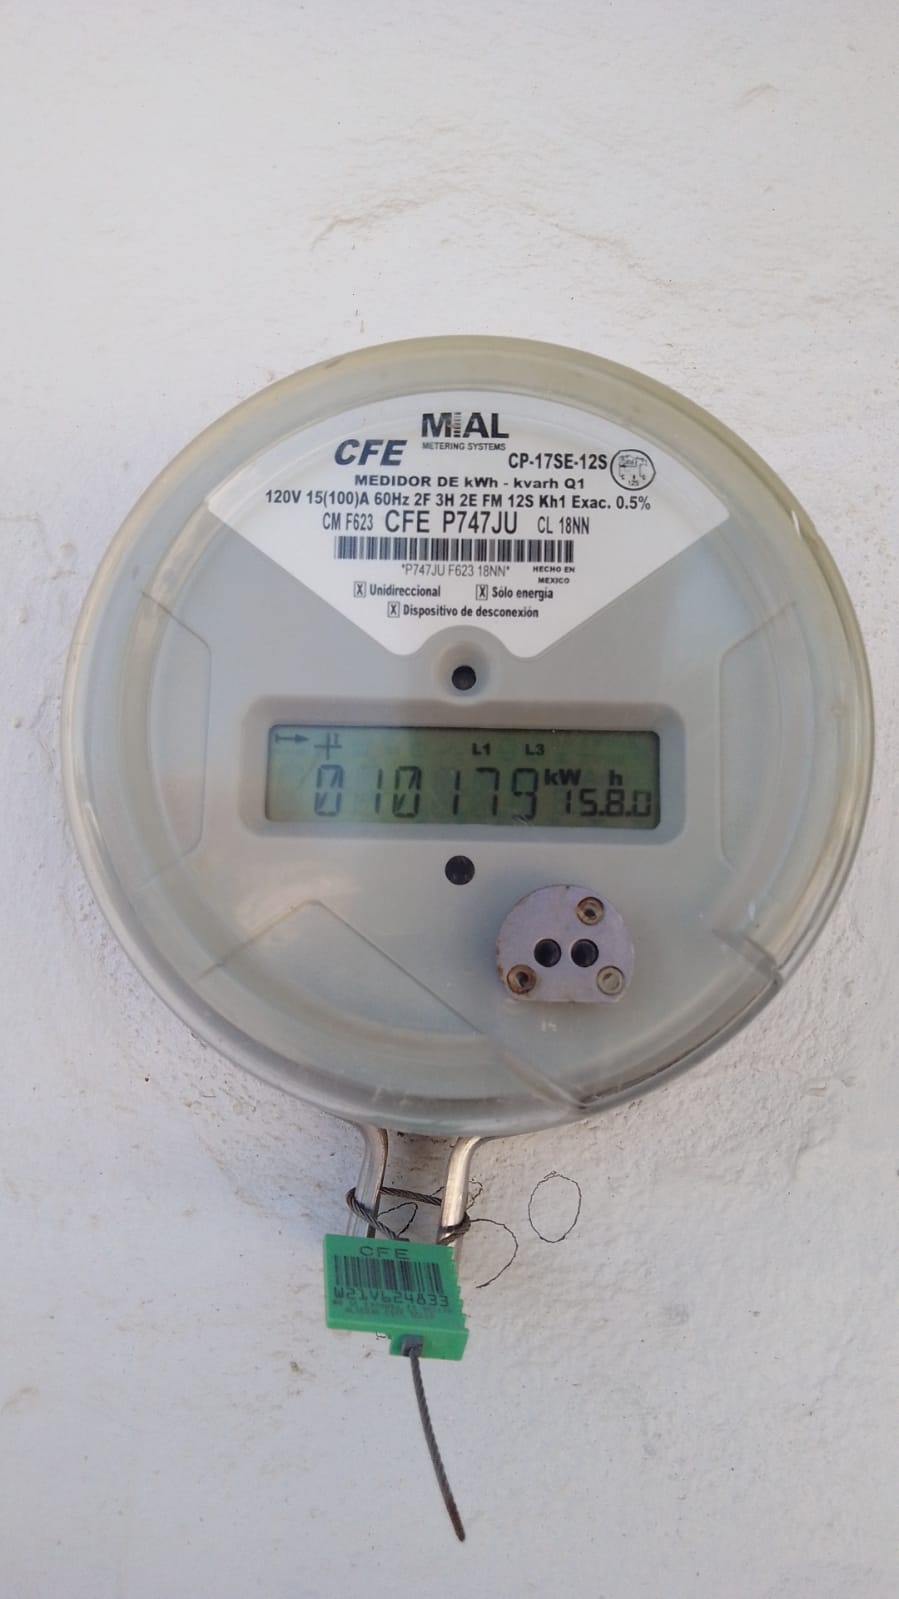 MIAL
METERING SYSTEMS
CFE
CP-17SE-12S
MEDIDOR DE kWh - kvarh Q1
120V 15(100)A 60Hz 2F 3H 2E FM 12S Kh1 Exac. 0.5%
CM F623 CFE P747JU CL 18NN
*P747JU F623 18NN*
HECHO EN
MEXICO
X Unidireccional X Sólo energía
X Dispositivo de desconexión
L1 L3
010179 kW h 15.8.0
CFE
W21V624833